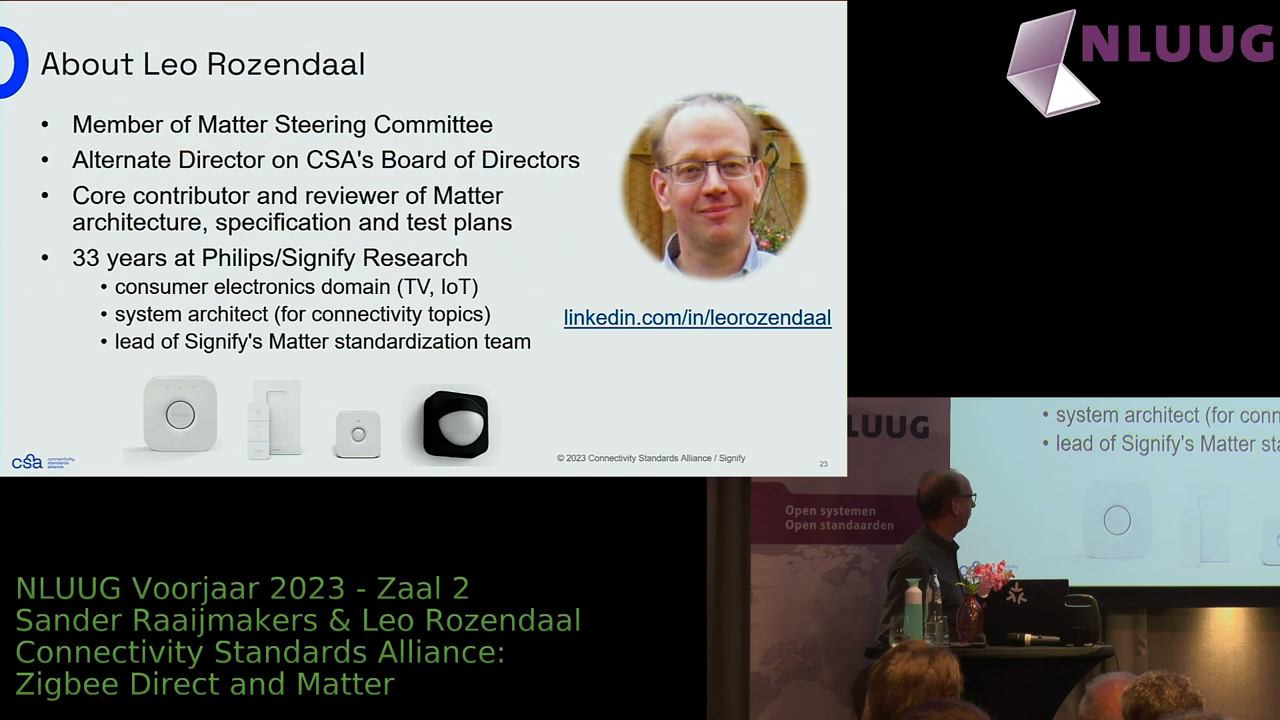 About Leo Rozendaal
• Member of Matter Steering Committee
• Alternate Director on CSA's Board of Directors
• Core contributor and reviewer of Matter
architecture, specification and test plans
• 33 years at Philips/Signify Research
• consumer electronics domain (TV, IoT)
• system architect (for connectivity topics)
• lead of Signify's Matter standardization team
linkedin.com/in/leorozendaal
csa connectivity
standards
alliance
© 2023 Connectivity Standards Alliance / Signify
23
NLUUG
LUUG
Open systemen
Open standaarden
• system architect (for conn
• lead of Signify's Matter sta
NLUUG Voorjaar 2023 - Zaal 2
Sander Raaijmakers & Leo Rozendaal
Connectivity Standards Alliance:
Zigbee Direct and Matter